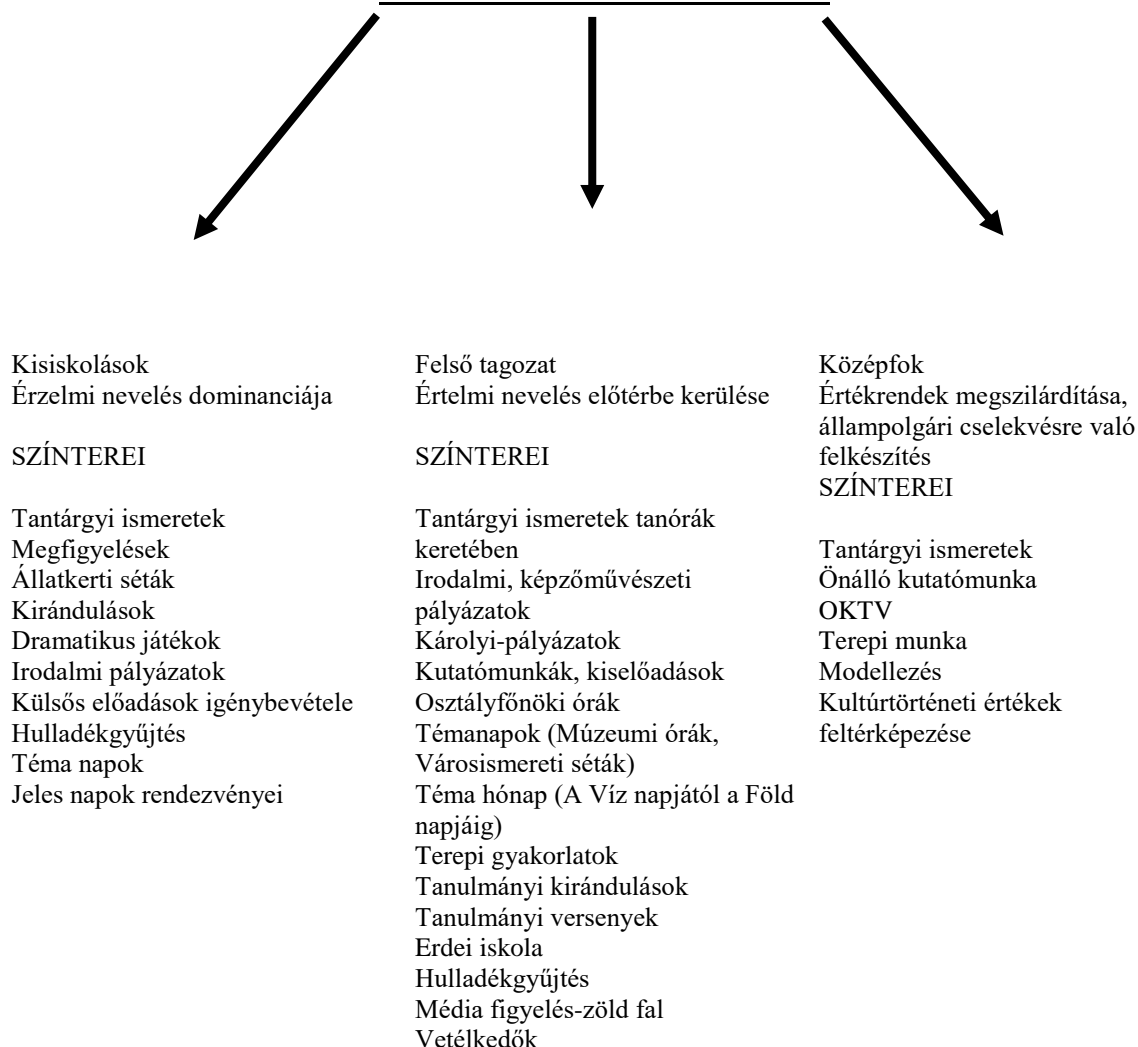 Kisiskolások
Érzelmi nevelés dominanciája
SZÍNTEREI
Tantárgyi ismeretek
Megfigyelések
Állatkerti séták
Kirándulások
Dramatikus játékok
Irodalmi pályázatok
Külsős előadások igénybevétele
Hulladékgyűjtés
Téma napok
Jeles napok rendezvényei
Felső tagozat
Értelmi nevelés előtérbe kerülése
SZÍNTEREI
Tantárgyi ismeretek tanórák
keretében
Irodalmi, képzőművészeti
pályázatok
Károlyi-pályázatok
Kutatómunkák, kiselőadások
Osztályfőnöki órák
Témanapok (Múzeumi órák,
Városismereti séták)
Téma hónap (A Víz napjától a Föld
napjáig)
Terepi gyakorlatok
Tanulmányi kirándulások
Tanulmányi versenyek
Erdei iskola
Hulladékgyűjtés
Média figyelés-zöld fal
Vetélkedők
Középfok
Értékrendek megszilárdítása,
állampolgári cselekvésre való
felkészítés
SZÍNTEREI
Tantárgyi ismeretek
Önálló kutatómunka
OKTV
Terepi munka
Modellezés
Kultúrtörténeti értékek
feltérképezése